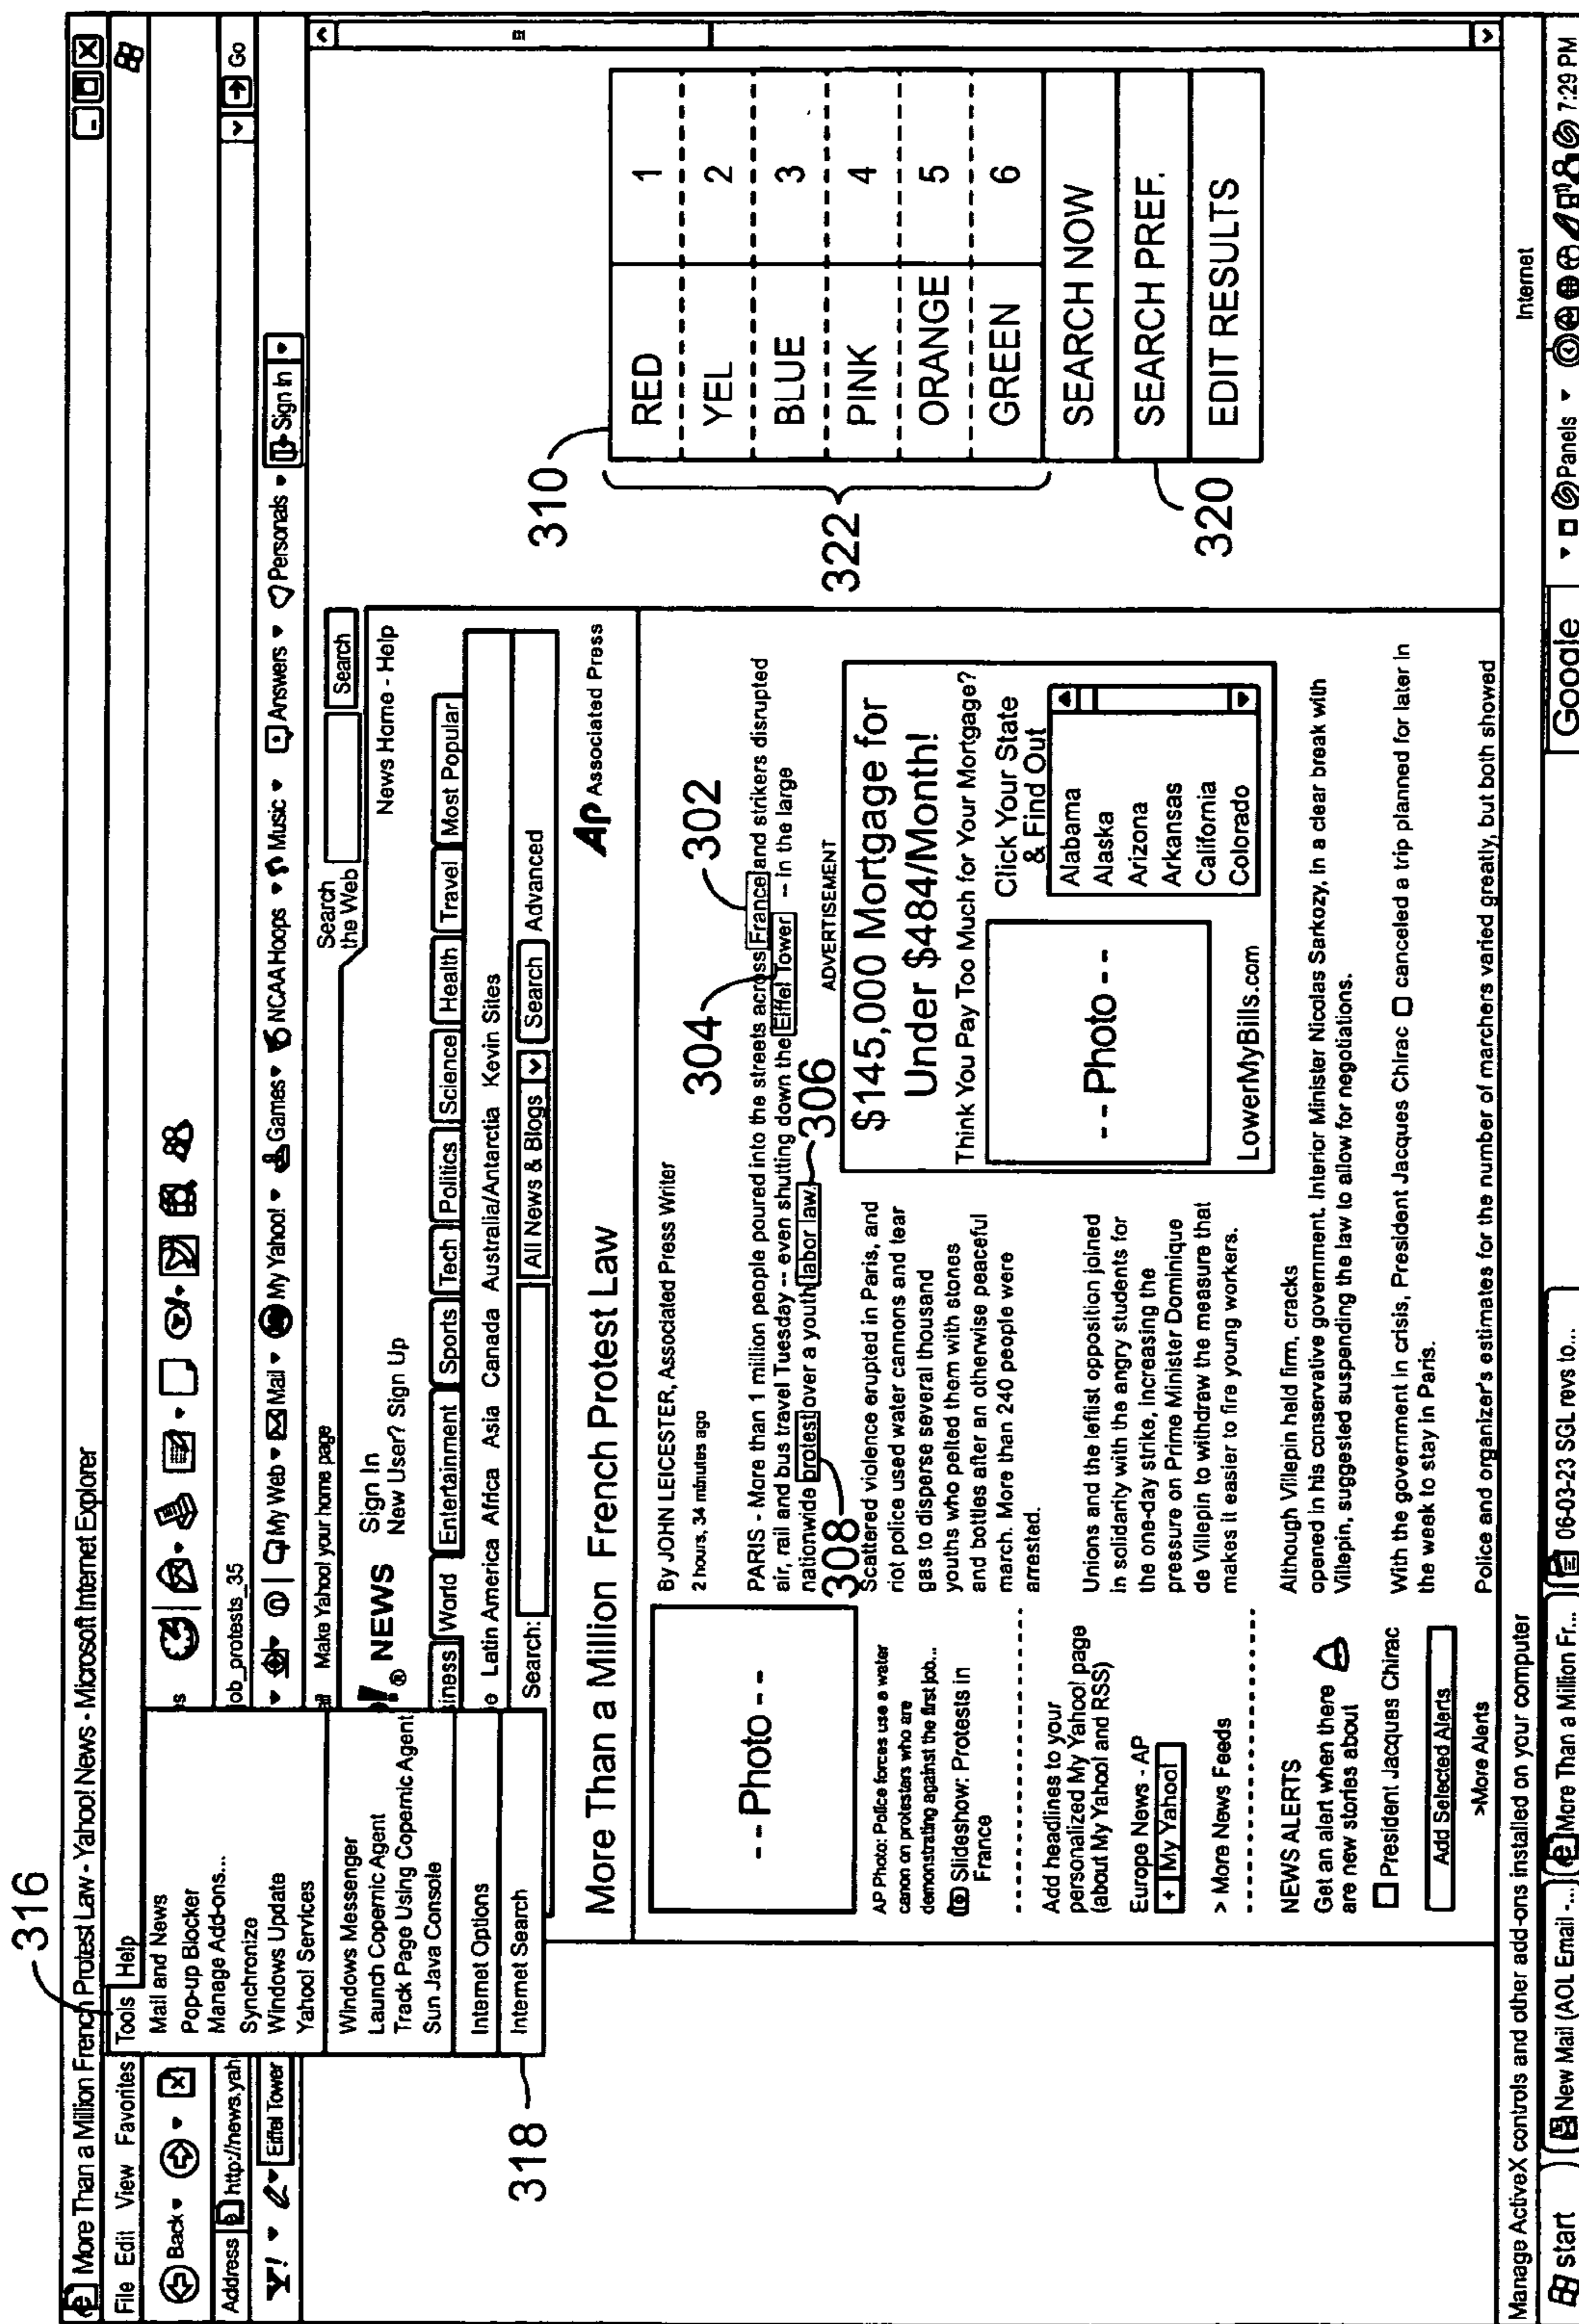 316
More Than a Million French Protest Law - Yahoo! News - Microsoft Internet Explorer
File Edit View Favorites Tools Help
Back
Mail and News
Pop-up Blocker
Manage Add-ons...
Synchronize
Windows Update
Yahoo! Services
Windows Messenger
Launch Copernic Agent
Track Page Using Copernic Agent
Sun Java Console
Internet Options
Internet Search
318
es
Address http://news.yah
job_protests_35
Go
Y! Eiffel Tower
@ My Web Mail My Yahoo! Games NCAA Hoops Music Answers Personals Sign In
Make Yahoo! your home page
Search
the Web
Search
! ® NEWS
Sign In
New User? Sign Up
News Home - Help
iness World Entertainment Sports Tech Politics Science Health Travel Most Popular
e Latin America Africa Asia Canada Australia/Antarctia Kevin Sites
Search: All News & Blogs Search Advanced
More Than a Million French Protest Law
AP Associated Press
-- Photo --
By JOHN LEICESTER, Associated Press Writer
2 hours, 34 minutes ago
304
302
PARIS - More than 1 million people poured into the streets across France and strikers disrupted
air, rail and bus travel Tuesday -- even shutting down the Eiffel Tower -- in the large
nationwide protest over a youth labor law.
306
308
ADVERTISEMENT
$145,000 Mortgage for
Under $484/Month!
Think You Pay Too Much for Your Mortgage?
-- Photo --
Click Your State
& Find Out
Alabama
Alaska
Arizona
Arkansas
California
Colorado
LowerMyBills.com
Scattered violence erupted in Paris, and
riot police used water cannons and tear
gas to disperse several thousand
youths who pelted them with stones
and bottles after an otherwise peaceful
march. More than 240 people were
arrested.
Unions and the leftist opposition joined
in solidarity with the angry students for
the one-day strike, increasing the
pressure on Prime Minister Dominique
de Villepin to withdraw the measure that
makes it easier to fire young workers.
Although Villepin held firm, cracks
opened in his conservative government. Interior Minister Nicolas Sarkozy, in a clear break with
Villepin, suggested suspending the law to allow for negotiations.
With the government in crisis, President Jacques Chirac canceled a trip planned for later in
the week to stay in Paris.
Police and organizer's estimates for the number of marchers varied greatly, but both showed
AP Photo: Police forces use a water
canon on protesters who are
demonstrating against the first job...
Slideshow: Protests in
France
Add headlines to your
personalized My Yahoo! page
(about My Yahoo! and RSS)
Europe News - AP
+ My Yahoo!
> More News Feeds
NEWS ALERTS
Get an alert when there
are new stories about
President Jacques Chirac
Add Selected Alerts
>More Alerts
310
322
RED 1
YEL 2
BLUE 3
PINK 4
ORANGE 5
GREEN 6
SEARCH NOW
SEARCH PREF.
EDIT RESULTS
320
Manage ActiveX controls and other add-ons installed on your computer
Internet
start
New Mail (AOL Email -...
More Than a Million Fr...
06-03-23 SGL revs to...
Google
Panels
7:29 PM